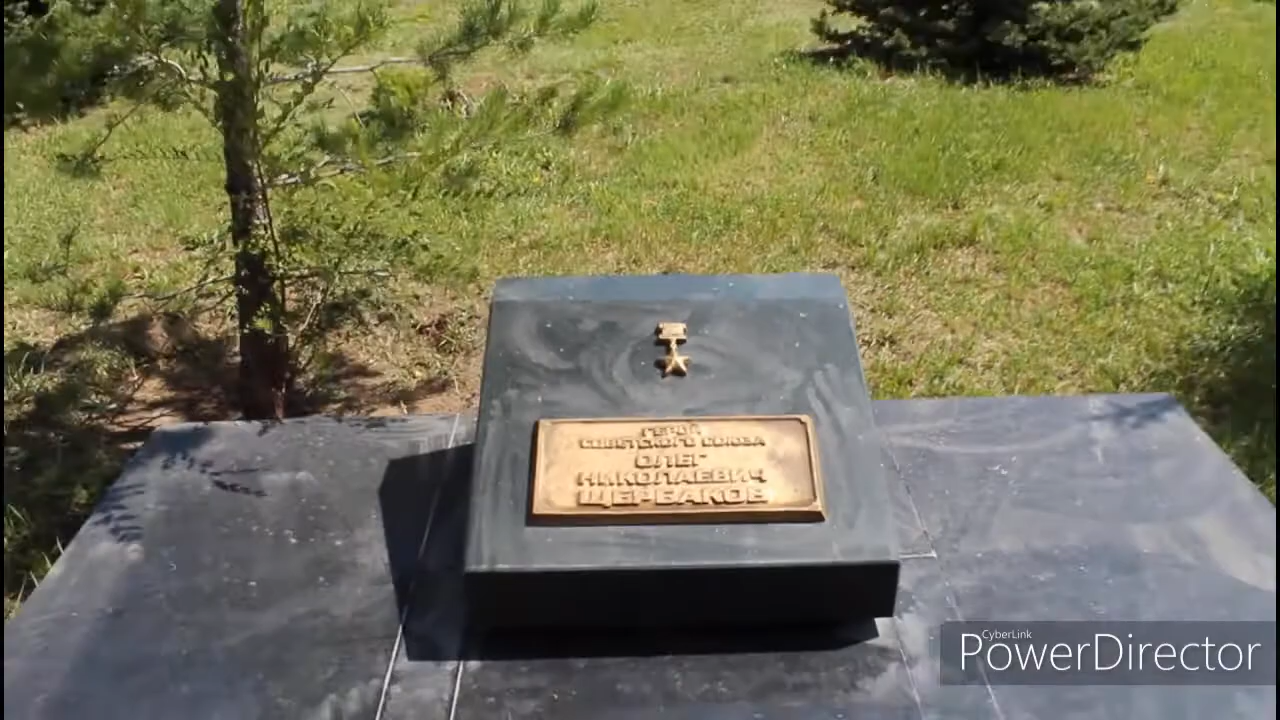 ГЕРОЙ
СОВЕТСКОГО СОЮЗА
ОЛЕГ
НИКОЛАЕВИЧ
ЩЕРБАКОВ
CyberLink
PowerDirector